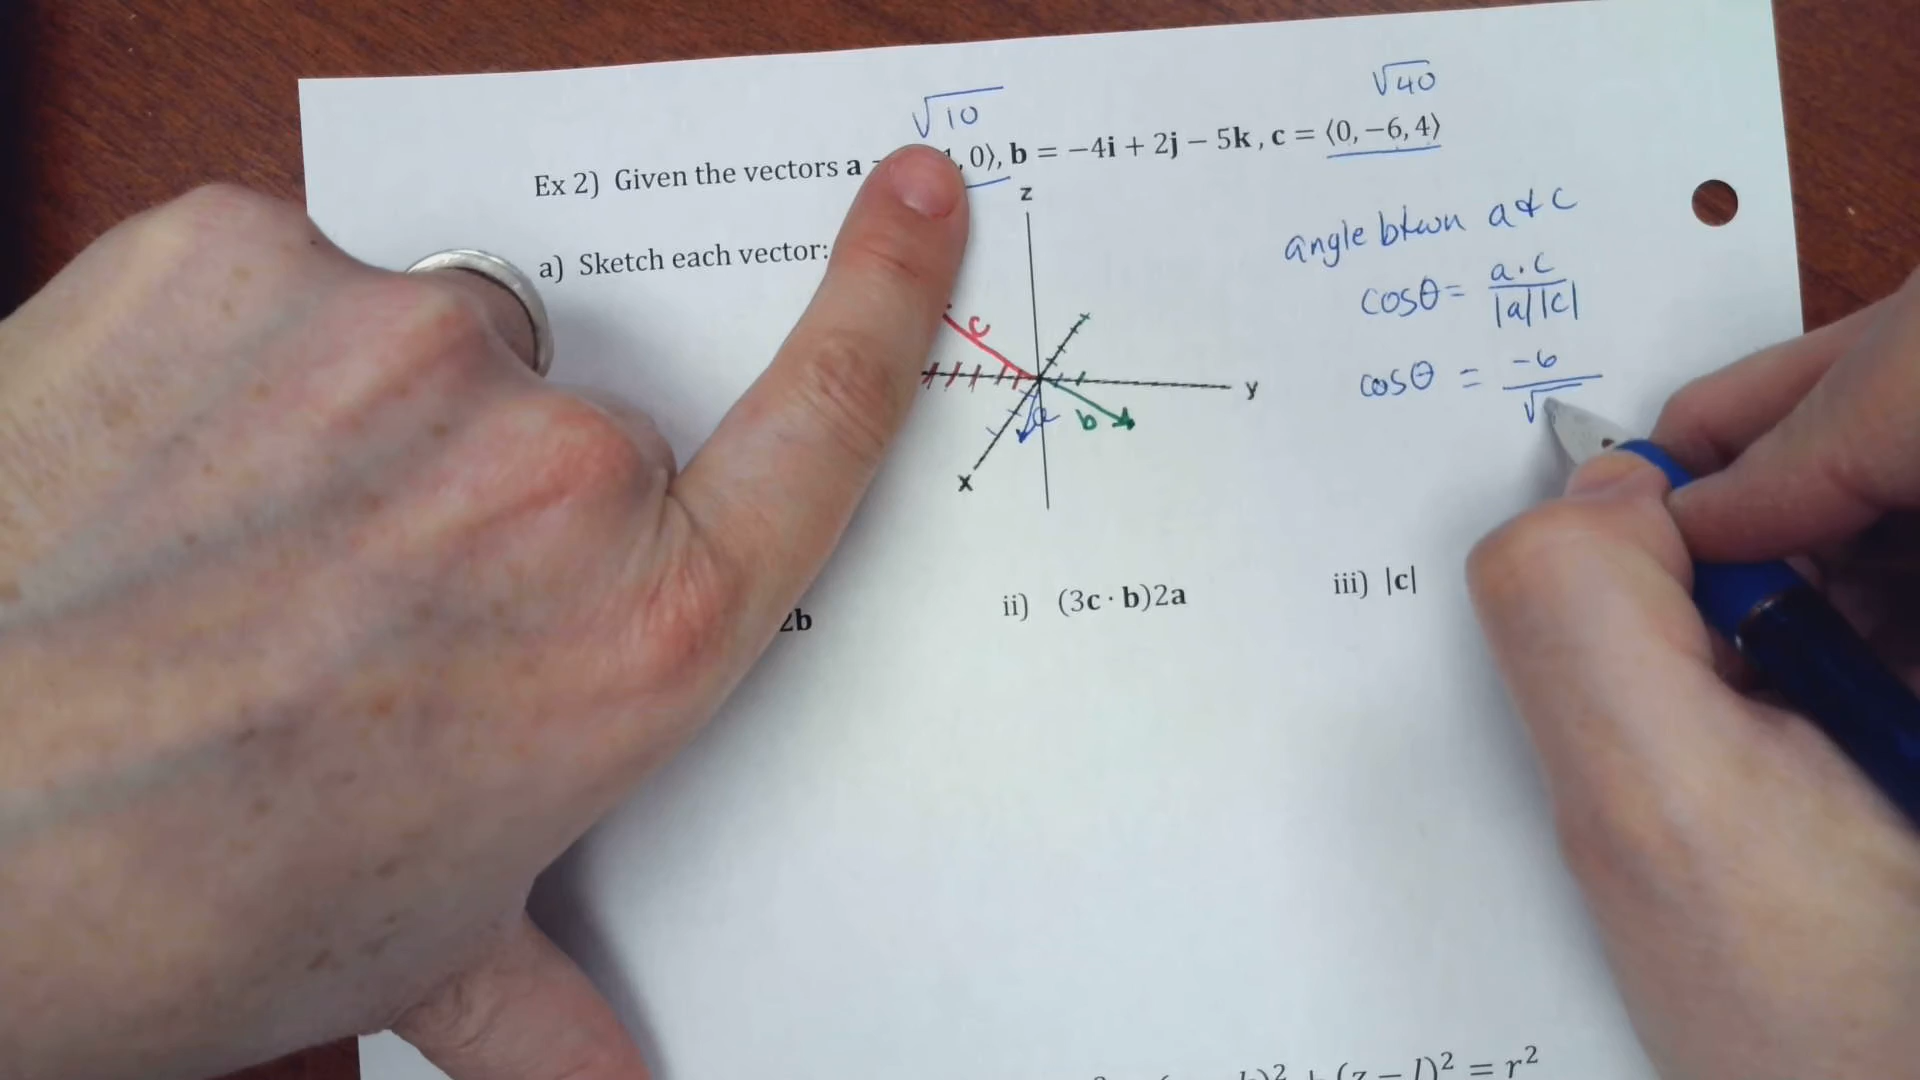 √10
√40
Ex 2) Given the vectors a , 0⟩, b = −4i + 2j − 5k , c = ⟨0, −6, 4⟩
z
angle btwn a & c
a) Sketch each vector:
cosθ = a·c / |a||c|
c
cosθ = -6 / √
y
a
b
x
2b ii) (3c · b)2a iii) |c|
)² + (z − l)² = r²